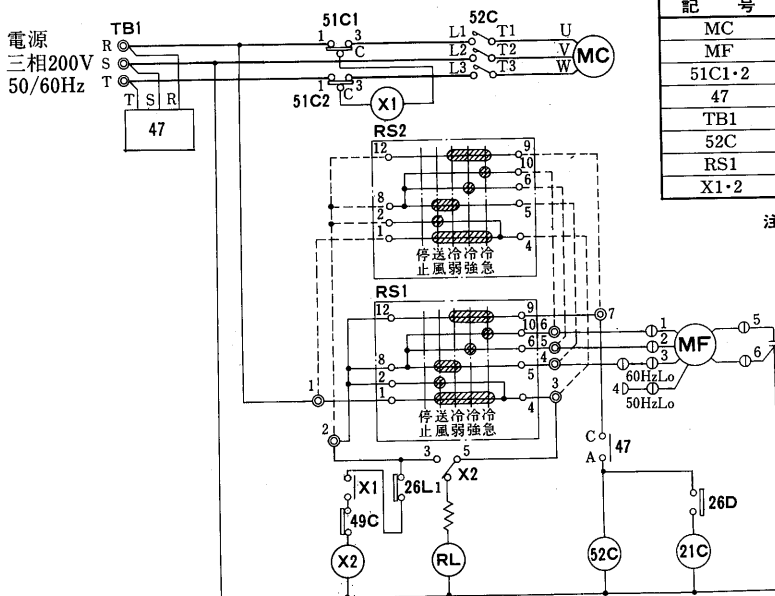 電源
三相200V
50/60Hz
TB1
R
S
T
T S R
47
51C1
1 3
C
51C2
1 3
C
X1
52C
L1 T1 U
L2 T2 V
L3 T3 W
MC
記 号
MC
MF
51C1・2
47
TB1
52C
RS1
X1・2
注
RS2
12 9
10
6
8 5
2
1 4
停送冷冷冷
止風弱強急
RS1
12 9 7
10 6
6 5
8 5 4
2
1 4 3
停送冷冷冷
止風弱強急
1
2
1
2
3
60HzLo
4
50HzLo
MF
5
6
3 5
X2
X1
26L1
49C
X2
RL
C
A
47
26D
52C
21C